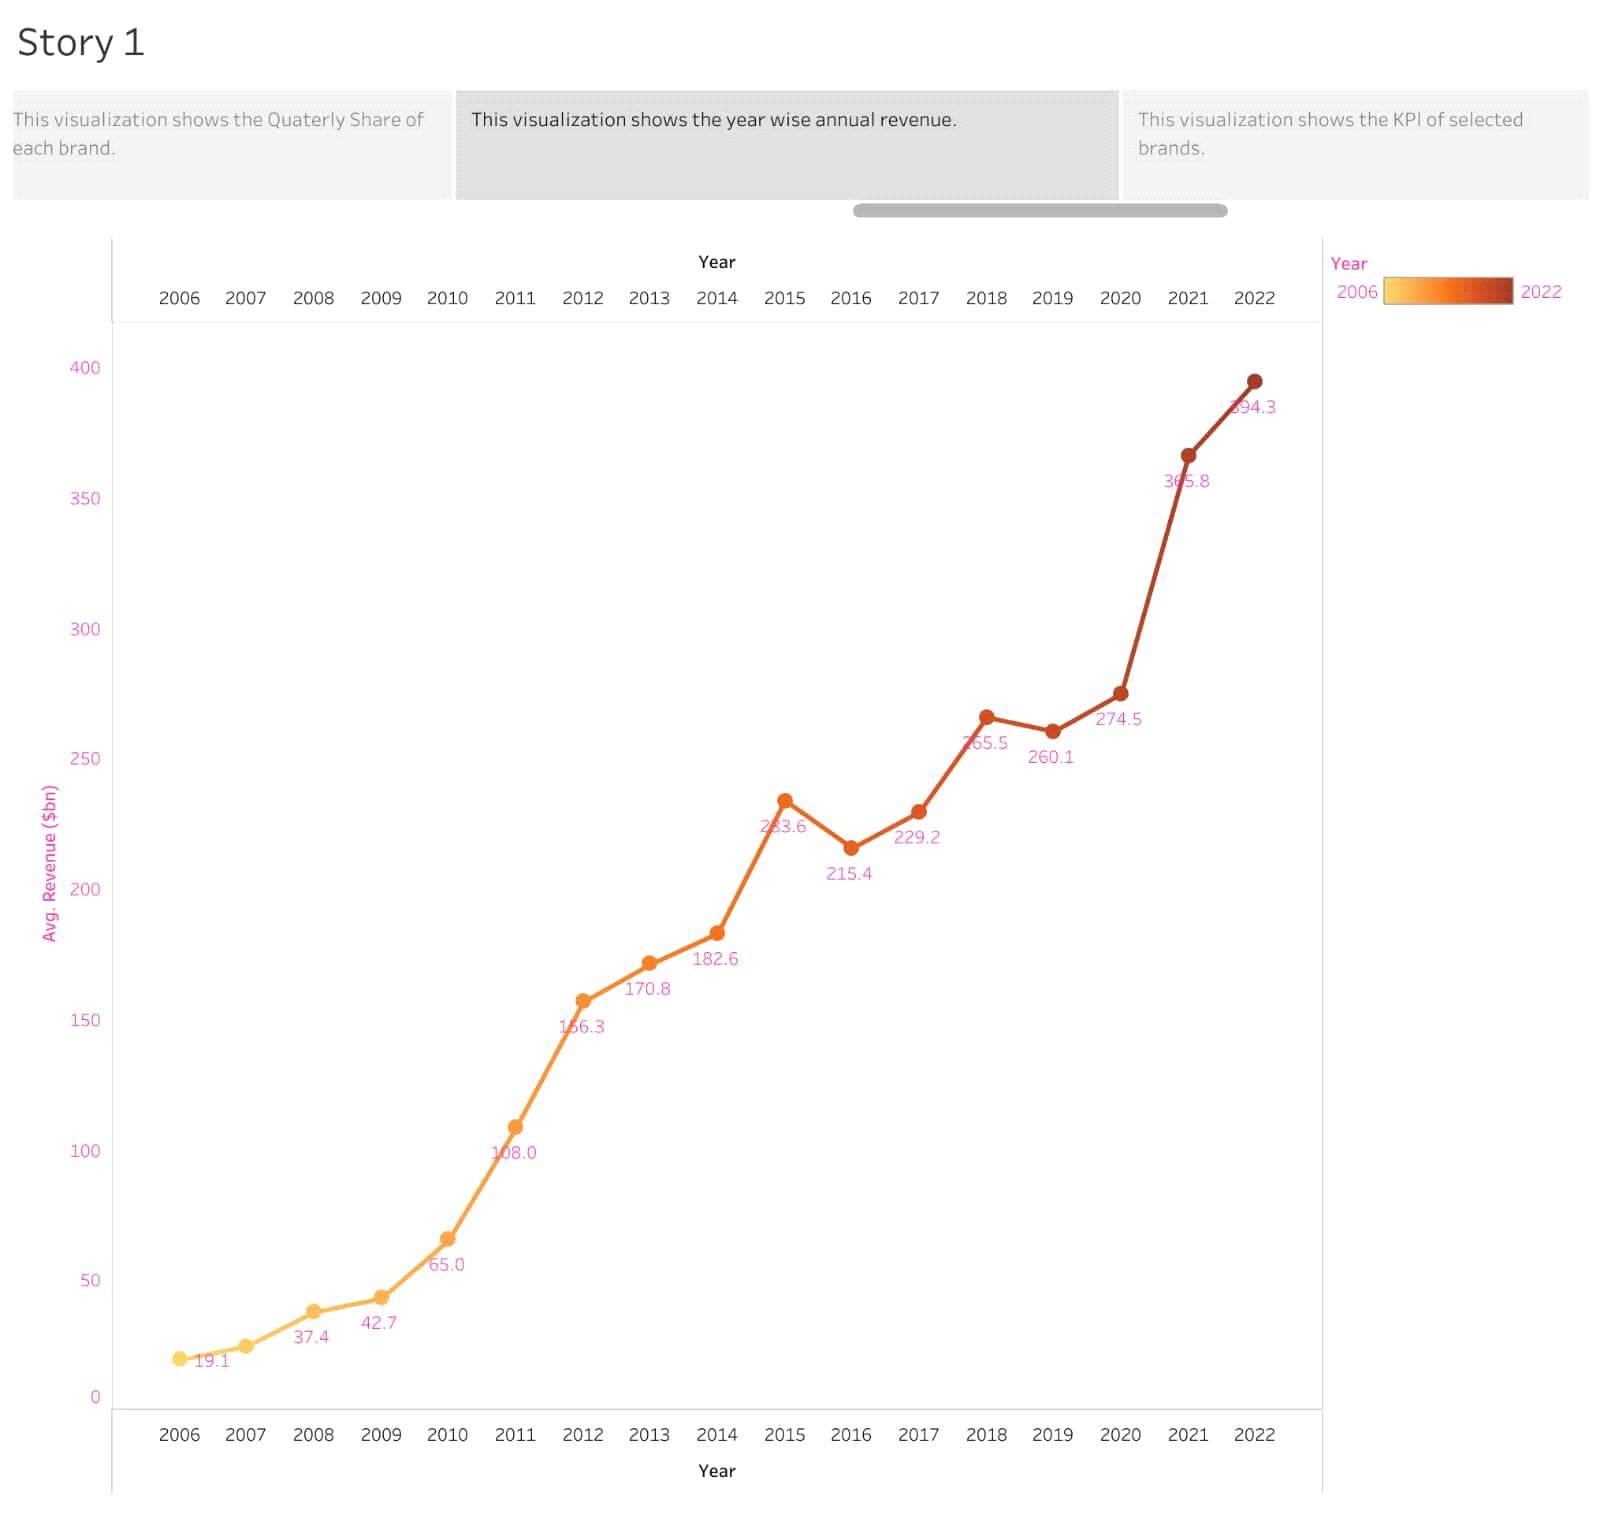 Story 1
This visualization shows the Quaterly Share of
each brand.
This visualization shows the year wise annual revenue.
This visualization shows the KPI of selected
brands.
Year
2006 2007 2008 2009 2010 2011 2012 2013 2014 2015 2016 2017 2018 2019 2020 2021 2022
Year
2006 2022
400
350
300
250
200
150
100
50
0
Avg. Revenue ($bn)
394.3
365.8
274.5
265.5
260.1
233.6
229.2
215.4
182.6
170.8
156.3
108.0
65.0
42.7
37.4
19.1
2006 2007 2008 2009 2010 2011 2012 2013 2014 2015 2016 2017 2018 2019 2020 2021 2022
Year